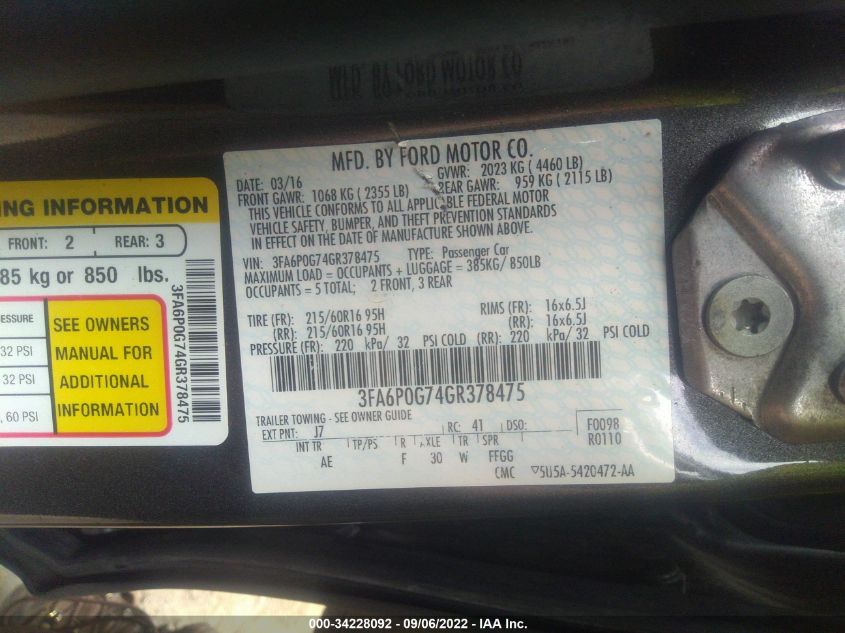 MFD. BY FORD MOTOR CO.
MFD. BY FORD MOTOR CO.
DATE: 03/16 GVWR: 2023 KG ( 4460 LB)
FRONT GAWR: 1068 KG ( 2355 LB) REAR GAWR: 959 KG ( 2115 LB)
THIS VEHICLE CONFORMS TO ALL APPLICABLE FEDERAL MOTOR
VEHICLE SAFETY, BUMPER, AND THEFT PREVENTION STANDARDS
IN EFFECT ON THE DATE OF MANUFACTURE SHOWN ABOVE.
VIN: 3FA6P0G74GR378475 TYPE: Passenger Car
MAXIMUM LOAD = OCCUPANTS + LUGGAGE = 385KG/ 850LB
OCCUPANTS = 5 TOTAL; 2 FRONT, 3 REAR
TIRE (FR): 215/60R16 95H RIMS (FR): 16x6.5J
(RR): 215/60R16 95H (RR): 16x6.5J
PRESSURE (FR): 220 kPa/ 32 PSI COLD (RR): 220 kPa/ 32 PSI COLD
3FA6P0G74GR378475
TRAILER TOWING - SEE OWNER GUIDE
EXT PNT: J7 RC: 41 DSO: F0098
INT TR TP/PS R AXLE TR SPR R0110
AE F 30 W FFGG
CMC ▽5U5A-5420472-AA
NG INFORMATION
FRONT: 2 REAR: 3
85 kg or 850 lbs.
3FA6P0G74GR378475
RESSURE
32 PSI
32 PSI
, 60 PSI
SEE OWNERS
MANUAL FOR
ADDITIONAL
INFORMATION
000-34228092 - 09/06/2022 - IAA Inc.